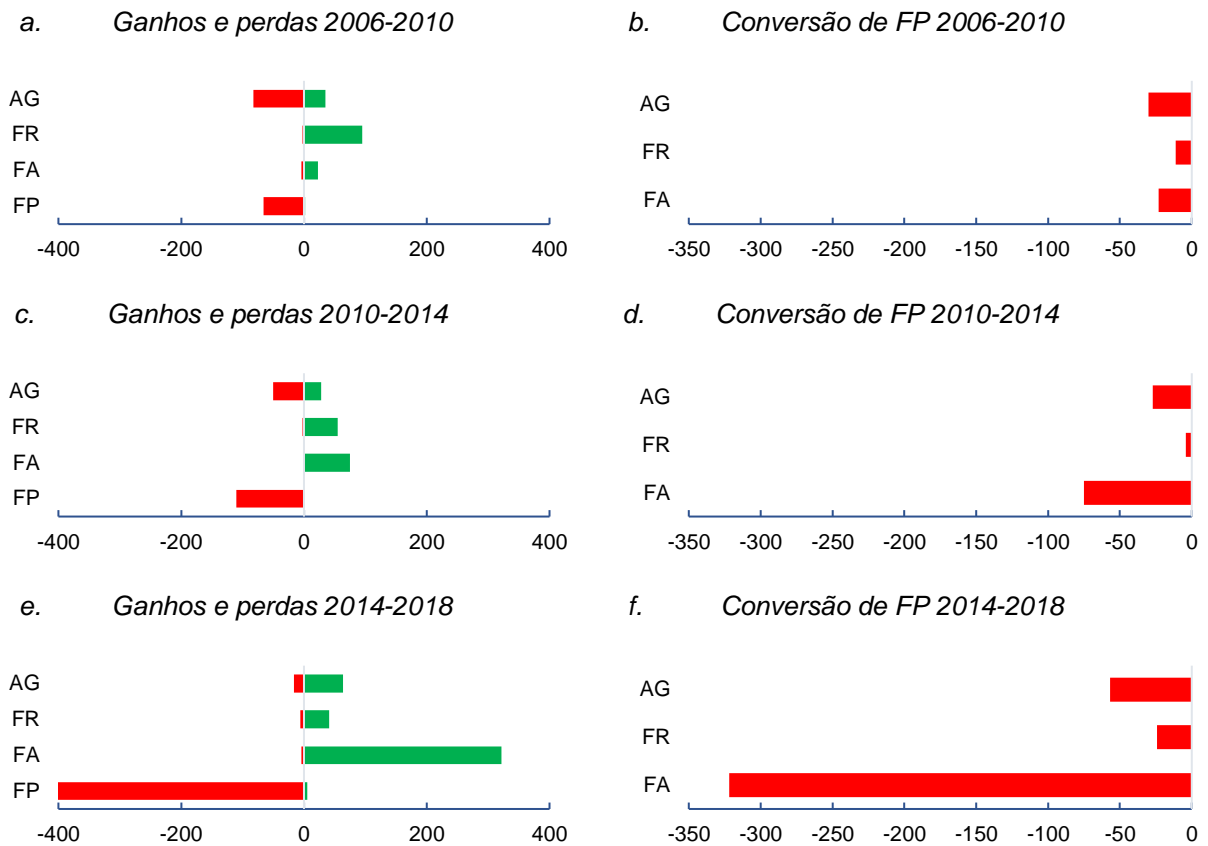 a. Ganhos e perdas 2006-2010
AG
FR
FA
FP
-400 -200 0 200 400
b. Conversão de FP 2006-2010
AG
FR
FA
-350 -300 -250 -200 -150 -100 -50 0
c. Ganhos e perdas 2010-2014
AG
FR
FA
FP
-400 -200 0 200 400
d. Conversão de FP 2010-2014
AG
FR
FA
-350 -300 -250 -200 -150 -100 -50 0
e. Ganhos e perdas 2014-2018
AG
FR
FA
FP
-400 -200 0 200 400
f. Conversão de FP 2014-2018
AG
FR
FA
-350 -300 -250 -200 -150 -100 -50 0